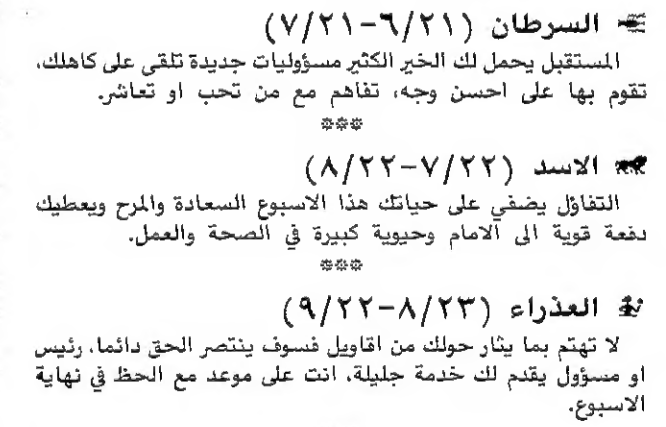 السرطان (٦/٢١-٧/٢١)
المستقبل يحمل لك الخير الكثير مسؤوليات جديدة تلقى على كاهلك،
تقوم بها على احسن وجه، تفاهم مع من تحب او تعاشر.
***
الاسد (٧/٢٢-٨/٢٢)
التفاؤل يضفي على حياتك هذا الاسبوع السعادة والمرح ويعطيك
دفعة قوية الى الامام وحيوية كبيرة في الصحة والعمل.
***
العذراء (٨/٢٣-٩/٢٢)
لا تهتم بما يثار حولك من اقاويل فسوف ينتصر الحق دائما. رئيس
او مسؤول يقدم لك خدمة جليلة، انت على موعد مع الحظ في نهاية
الاسبوع.